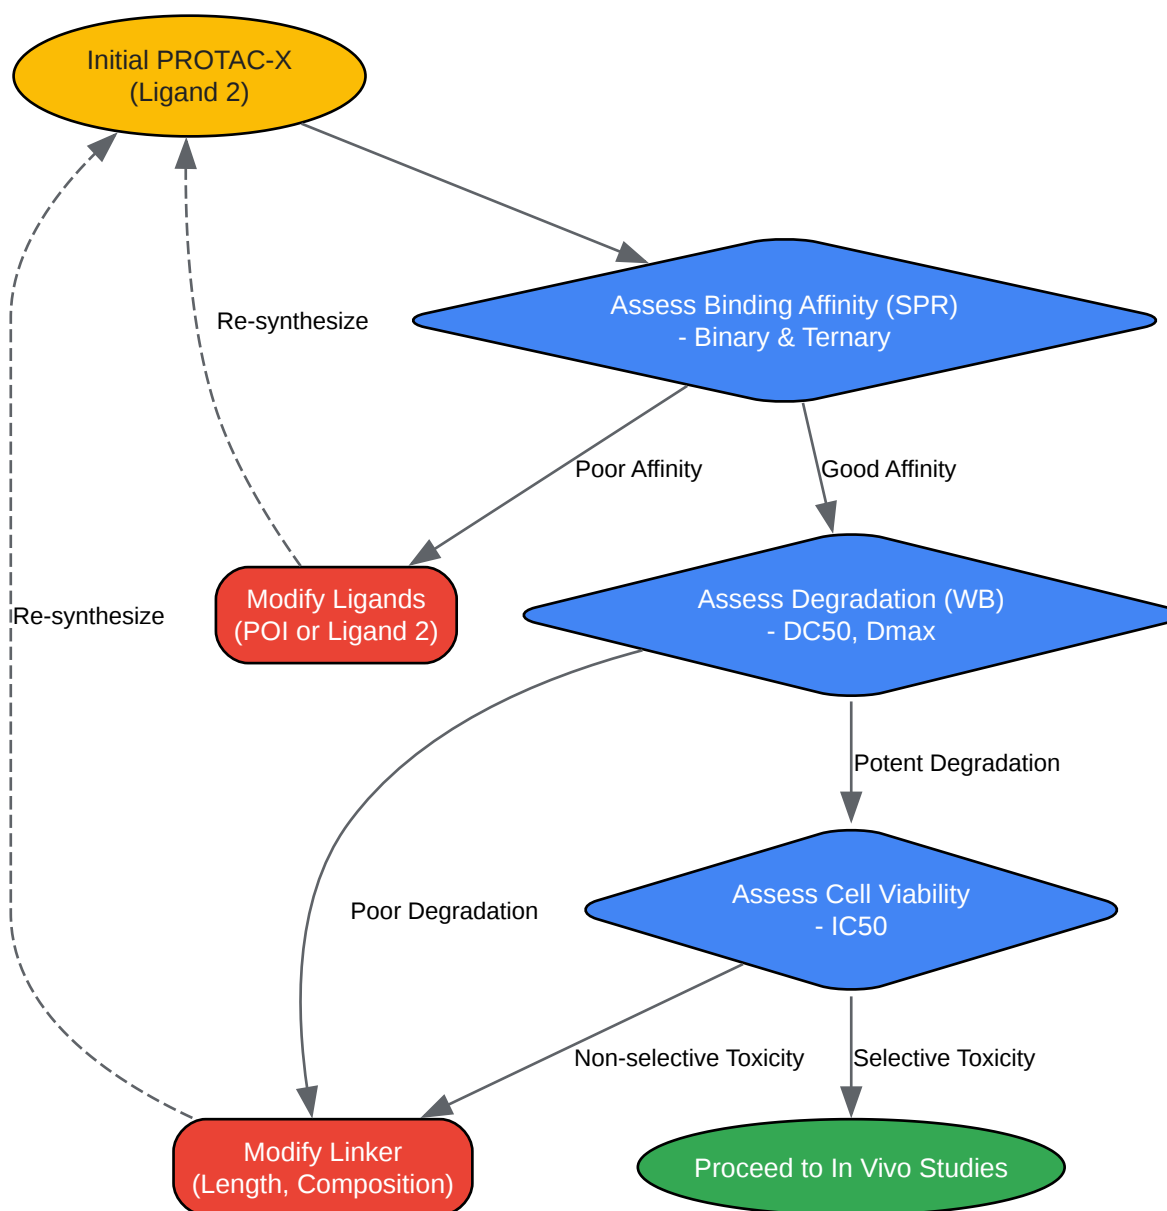 Initial PROTAC-X
(Ligand 2)
Re-synthesize
Assess Binding Affinity (SPR)
- Binary & Ternary
Poor Affinity
Good Affinity
Modify Ligands
(POI or Ligand 2)
Re-synthesize
Assess Degradation (WB)
- DC50, Dmax
Potent Degradation
Poor Degradation
Assess Cell Viability
- IC50
Non-selective Toxicity
Selective Toxicity
Modify Linker
(Length, Composition)
Proceed to In Vivo Studies